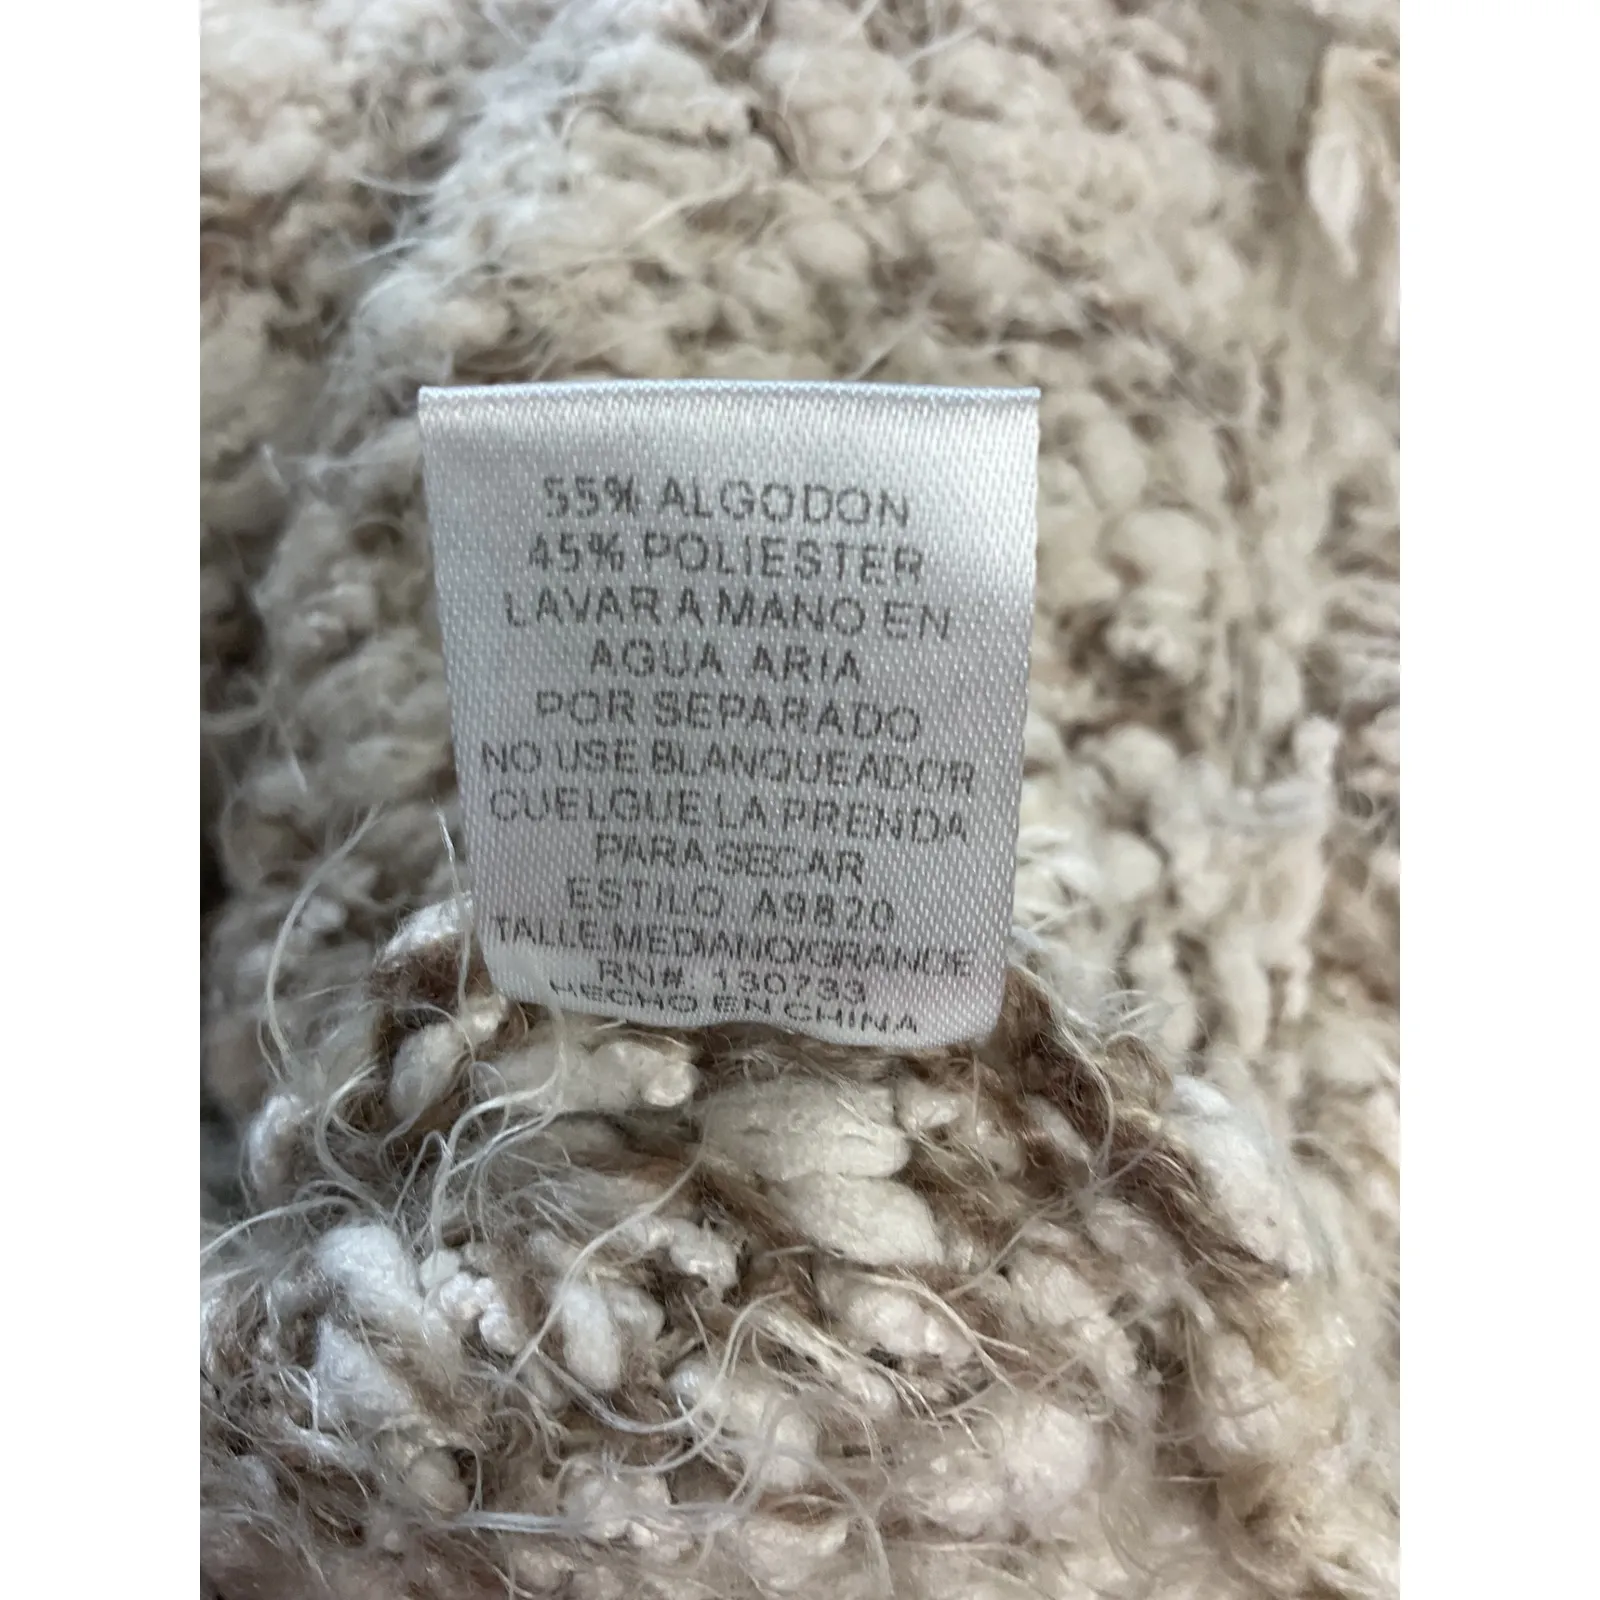 55% ALGODON
45% POLIESTER
LAVAR A MANO EN
AGUA ARIA
POR SEPARADO
NO USE BLANQUEADOR
CUELGUE LA PRENDA
PARA SECAR
ESTILO A9820
TALLE MEDIANO/GRANDE
RN#. 130733
HECHO EN CHINA